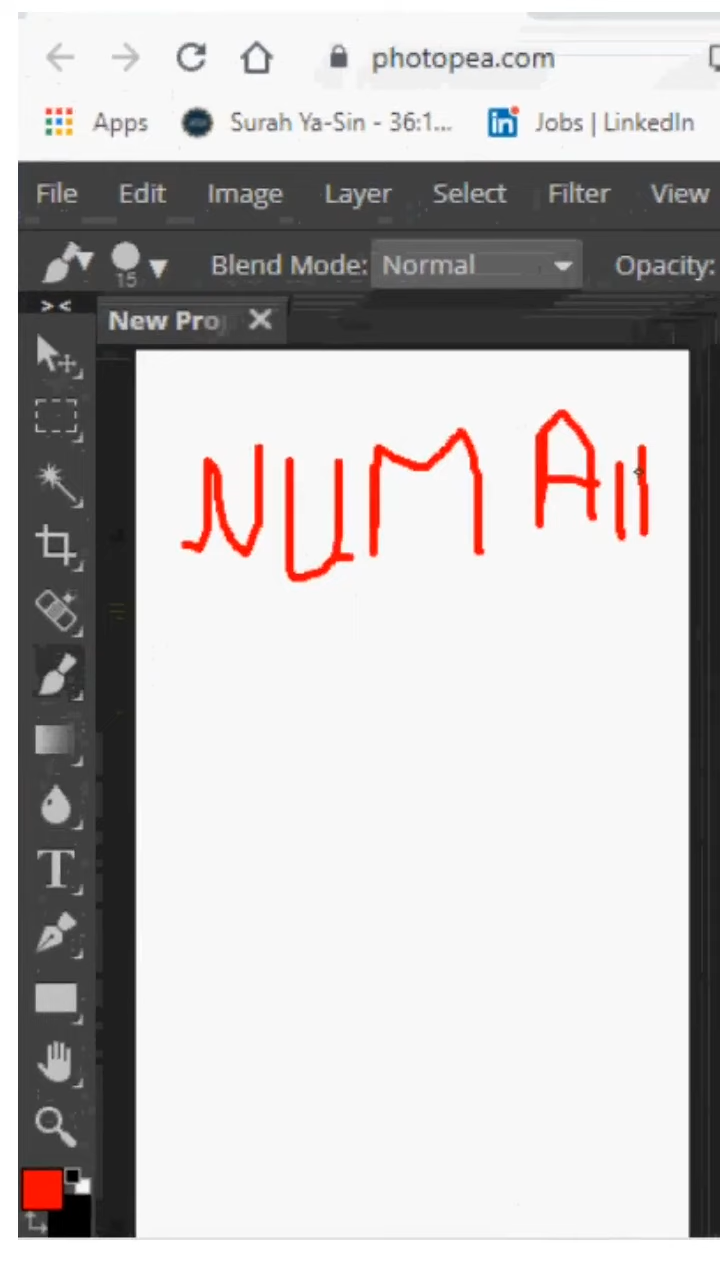 photopea.com
Apps Surah Ya-Sin - 36:1... Jobs | LinkedIn
File Edit Image Layer Select Filter View
15 Blend Mode: Normal Opacity:
> <
New Proj
NUM All
T